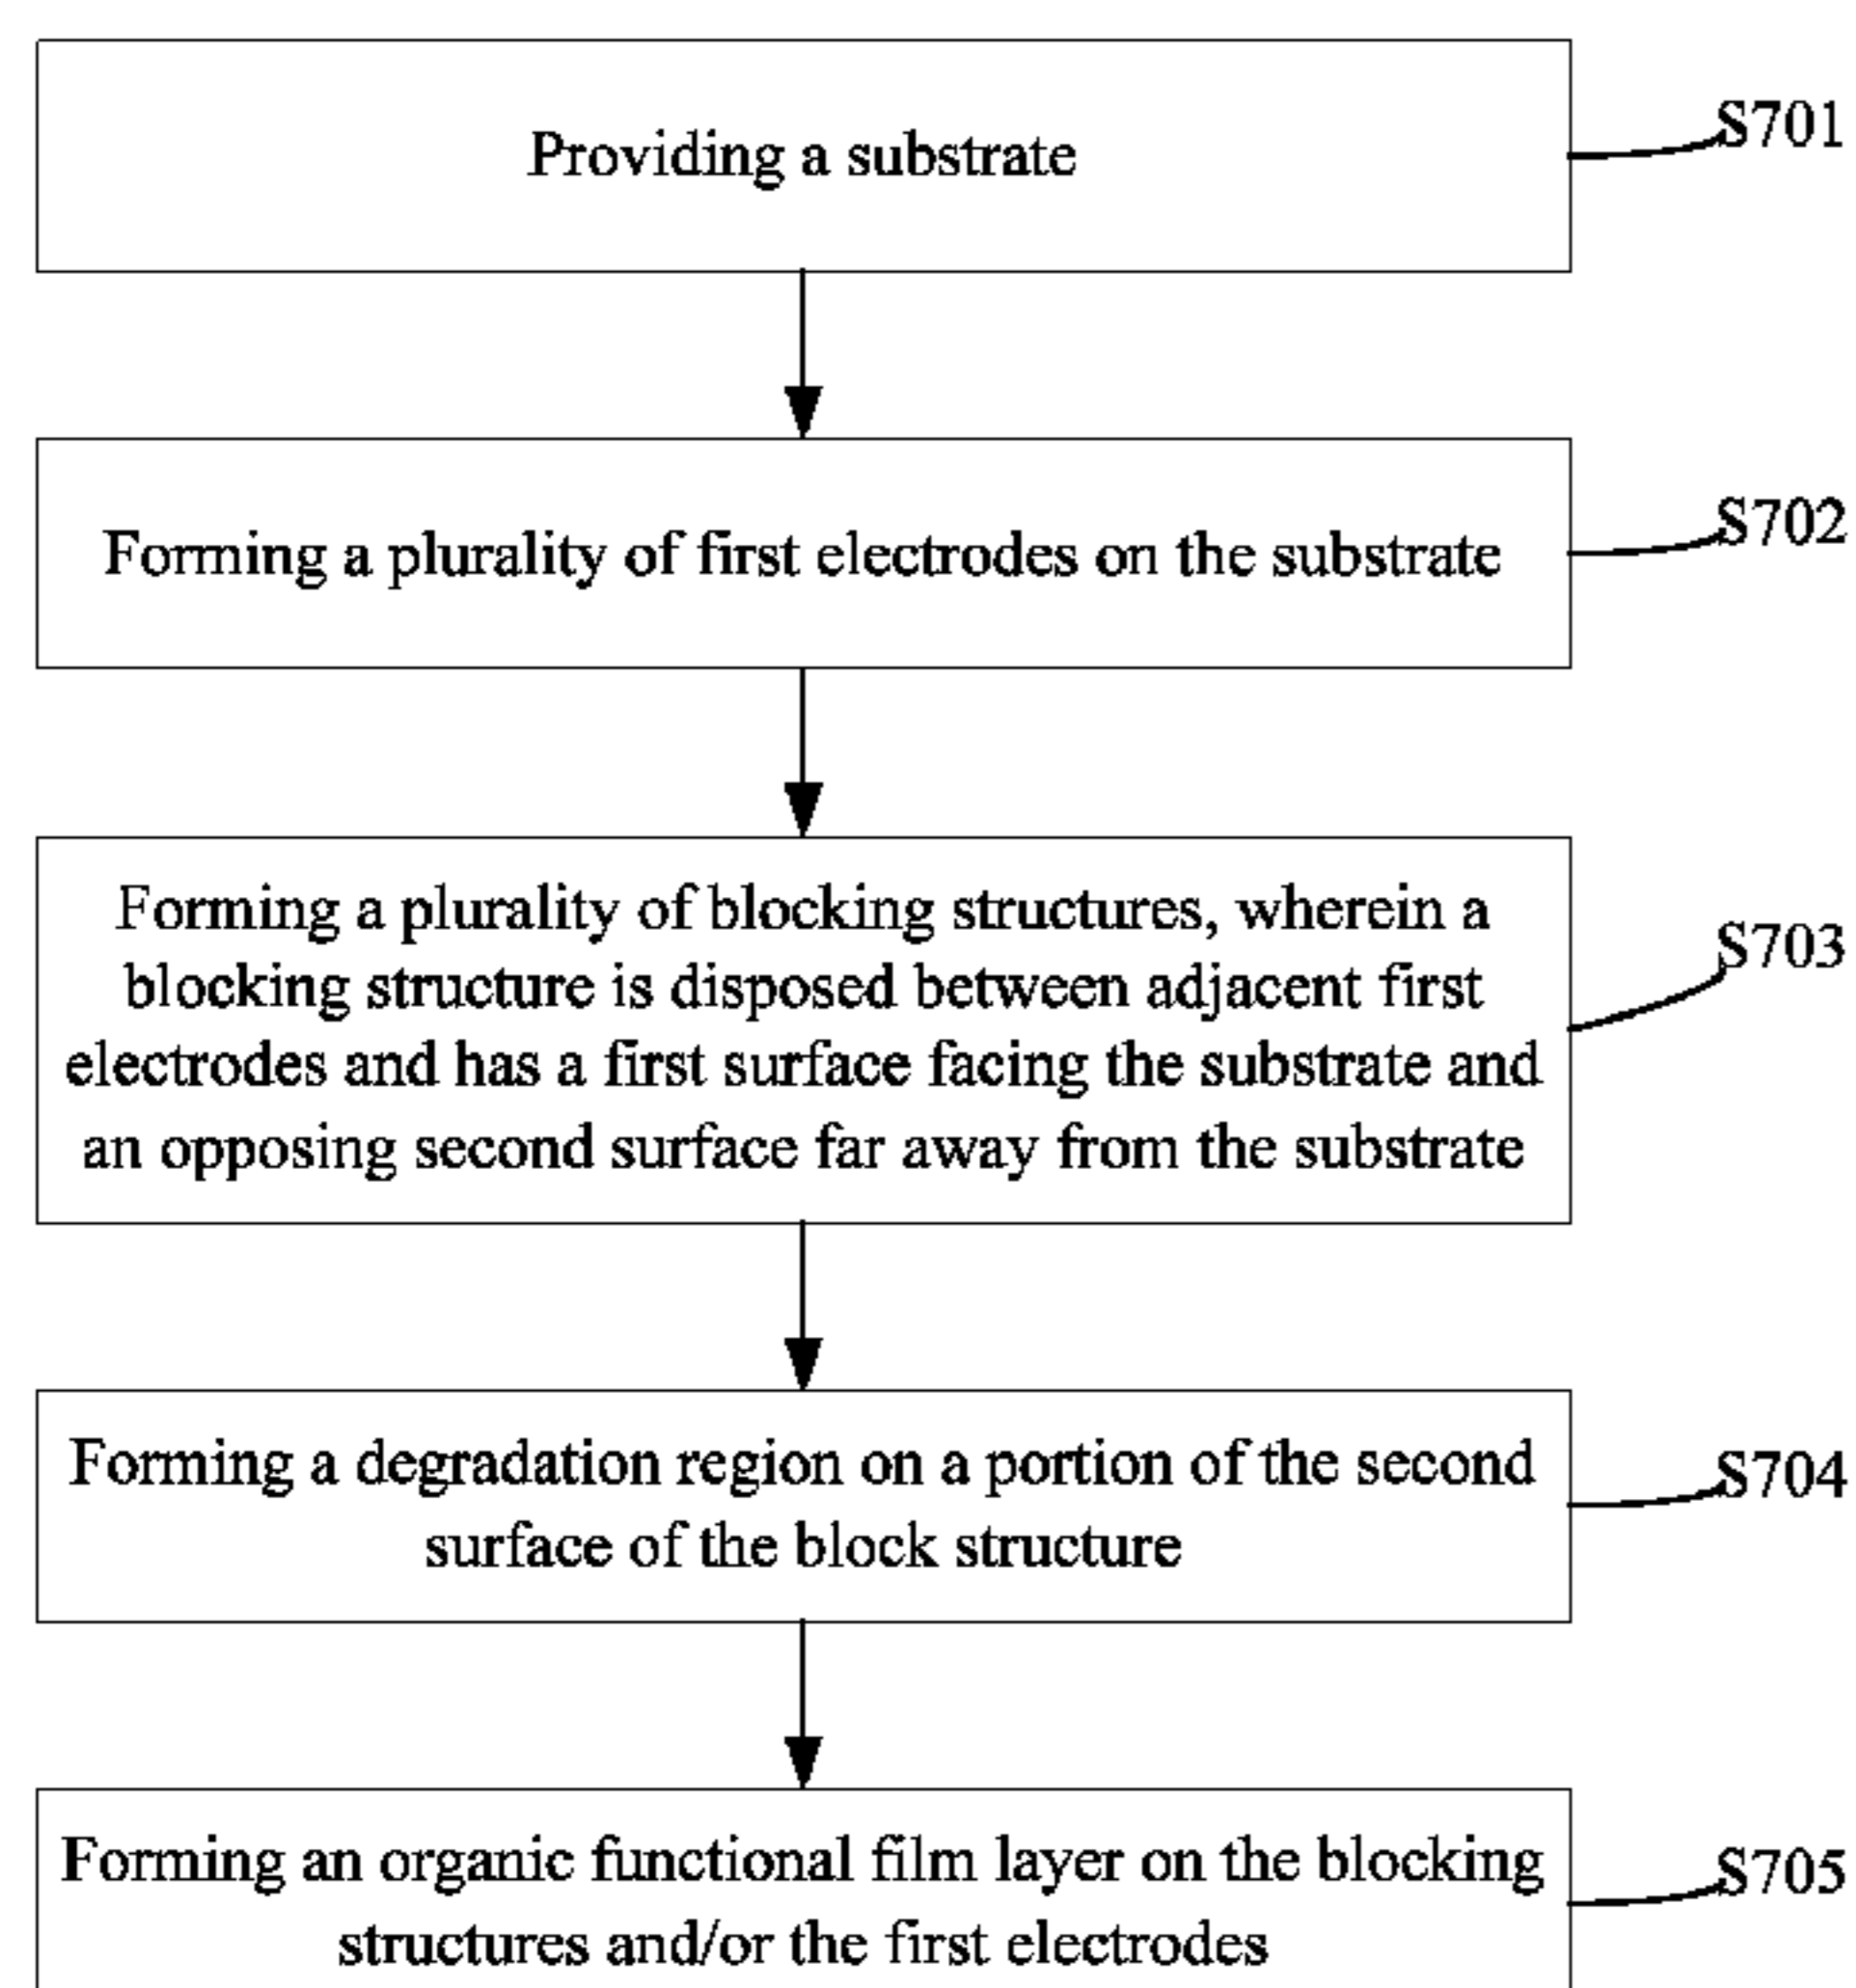 Providing a substrate
S701
Forming a plurality of first electrodes on the substrate
S702
Forming a plurality of blocking structures, wherein a
blocking structure is disposed between adjacent first
electrodes and has a first surface facing the substrate and
an opposing second surface far away from the substrate
S703
Forming a degradation region on a portion of the second
surface of the block structure
S704
Forming an organic functional film layer on the blocking
structures and/or the first electrodes
S705